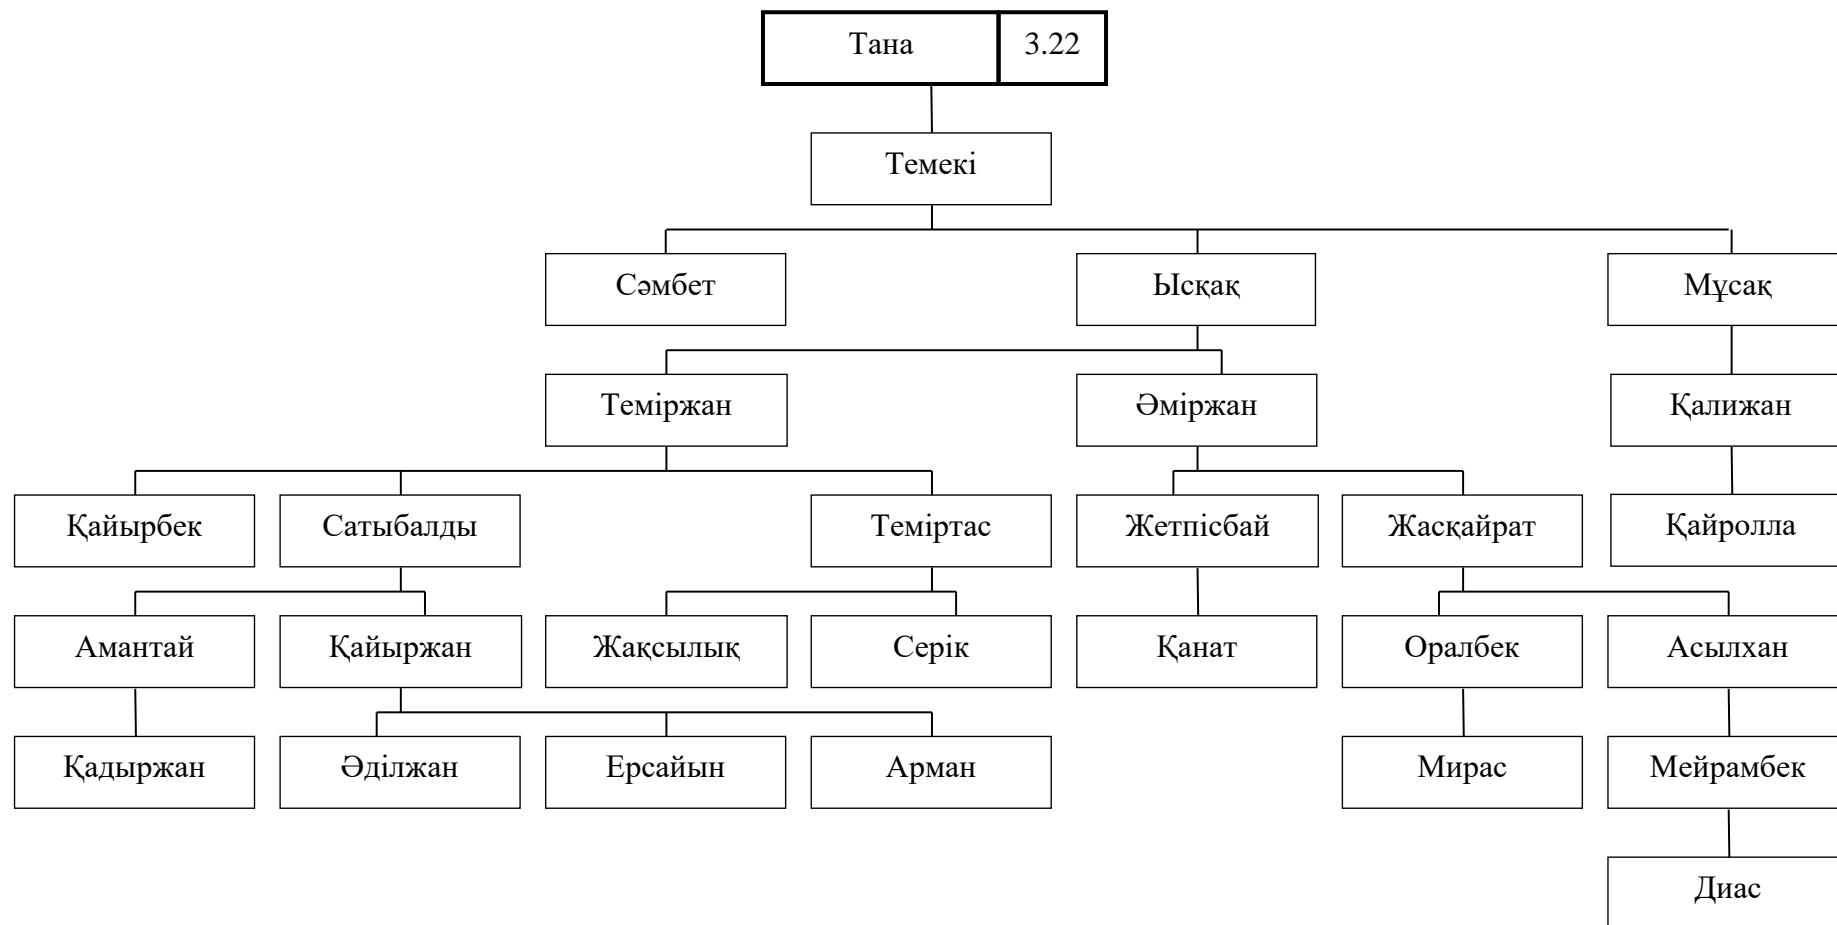 Тана 3.22
Темекі
Сәмбет Ысқақ Мұсақ
Теміржан Әміржан Қалижан
Қайырбек Сатыбалды Теміртас Жетпісбай Жасқайрат Қайролла
Амантай Қайыржан Жақсылық Серік Қанат Оралбек Асылхан
Қадыржан Әділжан Ерсайын Арман Мирас Мейрамбек
Диас